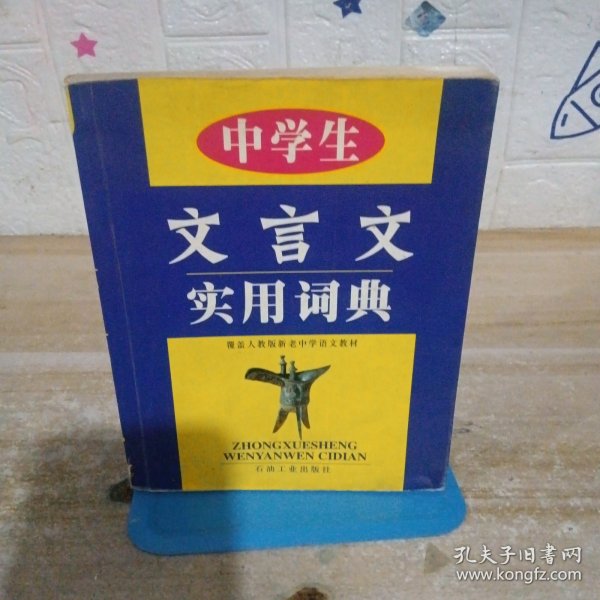 中学生
文言文
实用词典
覆盖人教版新老中学语文教材
ZHONGXUESHENG
WENYANWEN CIDIAN
石油工业出版社
孔夫子旧书网
www.kongfz.com